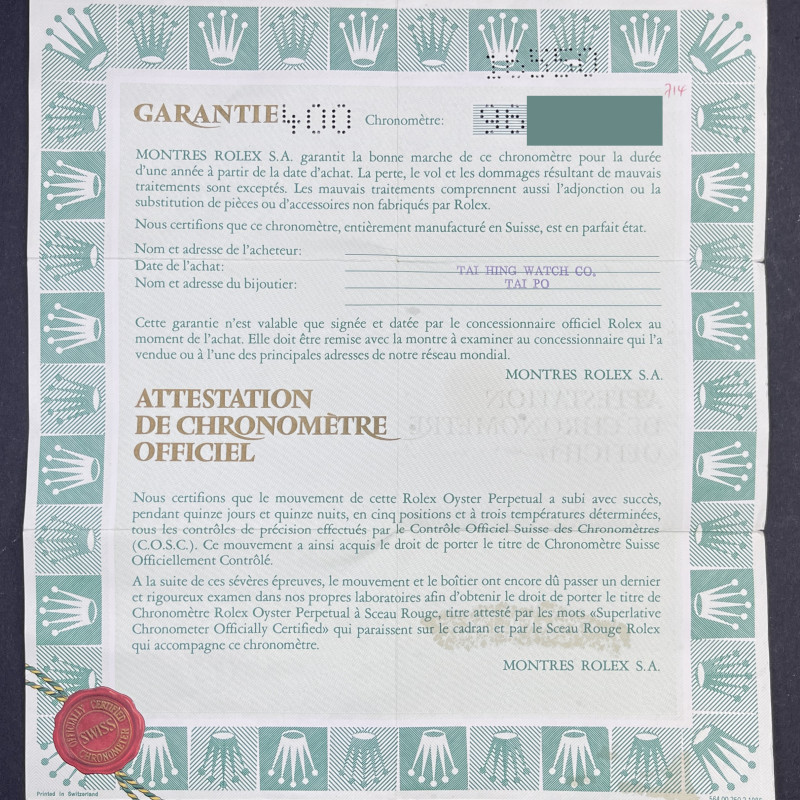 16550
714
GARANTIE 400 Chronomètre: 98
MONTRES ROLEX S.A. garantit la bonne marche de ce chronomètre pour la durée
d'une année à partir de la date d'achat. La perte, le vol et les dommages résultant de mauvais
traitements sont exceptés. Les mauvais traitements comprennent aussi l'adjonction ou la
substitution de pièces ou d'accessoires non fabriqués par Rolex.
Nous certifions que ce chronomètre, entièrement manufacturé en Suisse, est en parfait état.
Nom et adresse de l'acheteur:
Date de l'achat: TAI HING WATCH CO.
Nom et adresse du bijoutier: TAI PO
Cette garantie n'est valable que signée et datée par le concessionnaire officiel Rolex au
moment de l'achat. Elle doit être remise avec la montre à examiner au concessionnaire qui l'a
vendue ou à l'une des principales adresses de notre réseau mondial.
MONTRES ROLEX S.A.
ATTESTATION
DE CHRONOMÈTRE
OFFICIEL
Nous certifions que le mouvement de cette Rolex Oyster Perpetual a subi avec succès,
pendant quinze jours et quinze nuits, en cinq positions et à trois températures déterminées,
tous les contrôles de précision effectués par le Contrôle Officiel Suisse des Chronomètres
(C.O.S.C.). Ce mouvement a ainsi acquis le droit de porter le titre de Chronomètre Suisse
Officiellement Contrôlé.
A la suite de ces sévères épreuves, le mouvement et le boîtier ont encore dû passer un dernier
et rigoureux examen dans nos propres laboratoires afin d'obtenir le droit de porter le titre de
Chronomètre Rolex Oyster Perpetual à Sceau Rouge, titre attesté par les mots «Superlative
Chronometer Officially Certified» qui paraissent sur le cadran et par le Sceau Rouge Rolex
qui accompagne ce chronomètre.
MONTRES ROLEX S.A.
OFFICIALLY CERTIFIED
SWISS
CHRONOMETER
Printed in Switzerland